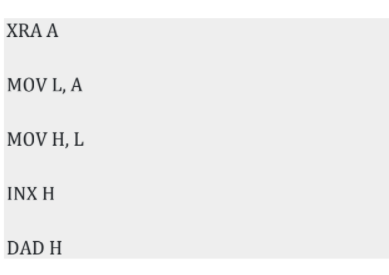 XRA A
MOV L, A
MOV H, L
INX H
DAD H